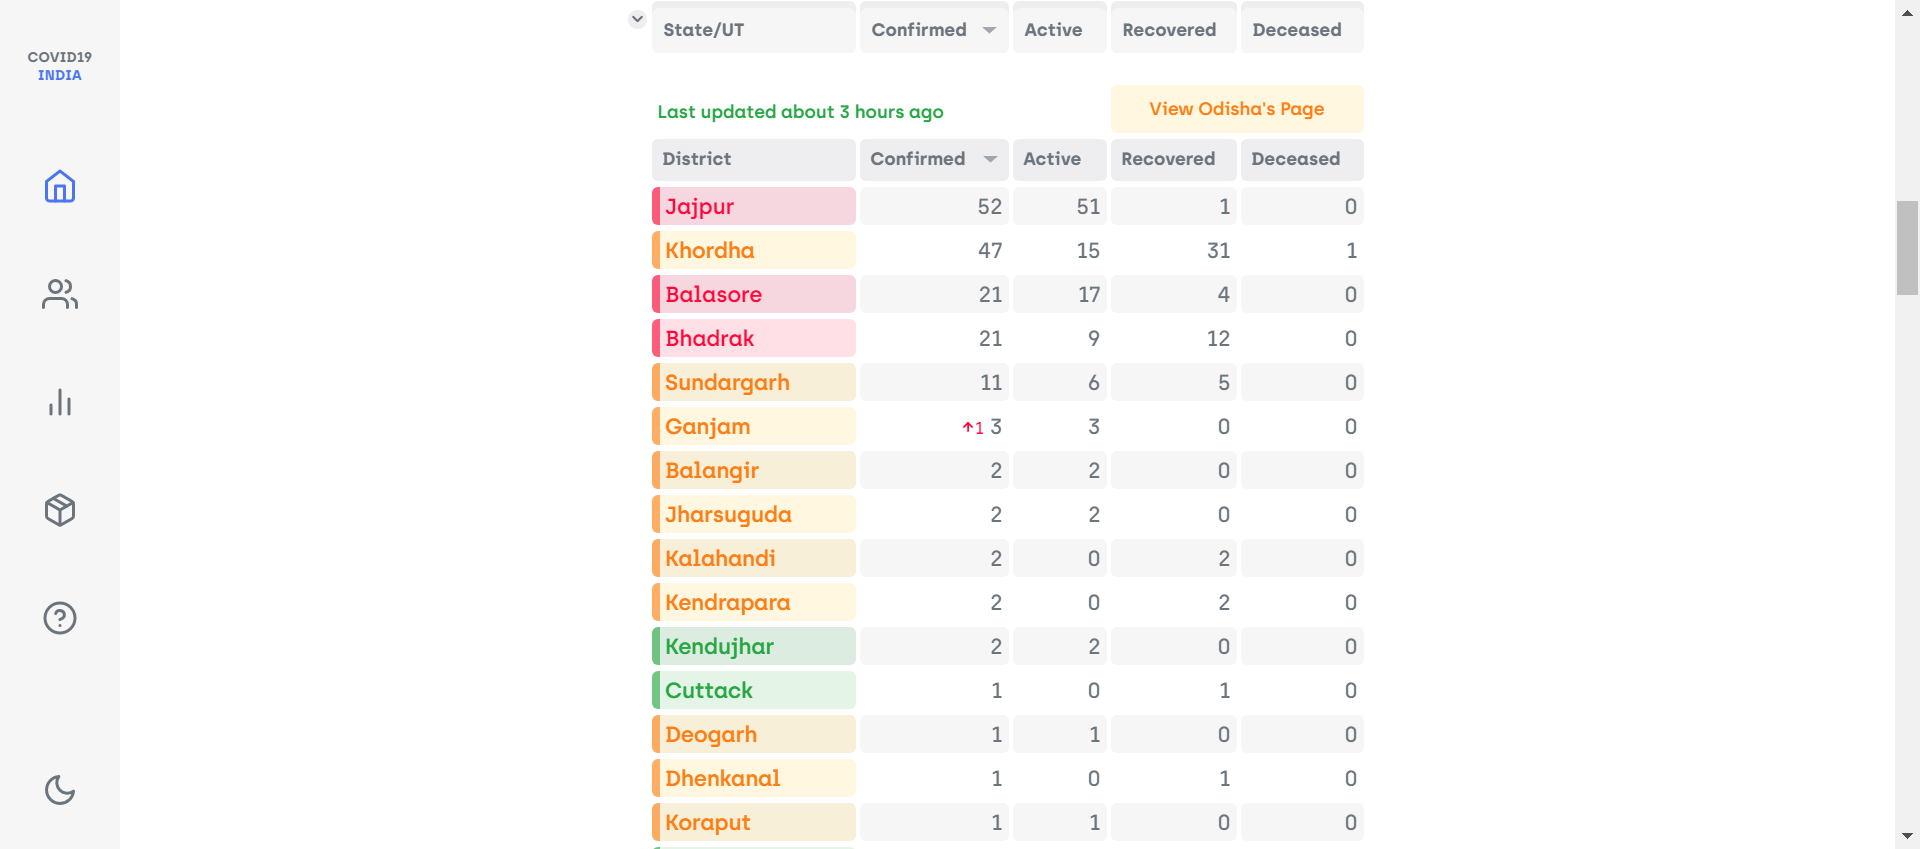 COVID19
INDIA
State/UT Confirmed Active Recovered Deceased
Last updated about 3 hours ago View Odisha's Page
District Confirmed Active Recovered Deceased
Jajpur 52 51 1 0
Khordha 47 15 31 1
Balasore 21 17 4 0
Bhadrak 21 9 12 0
Sundargarh 11 6 5 0
Ganjam ↑1 3 3 0 0
Balangir 2 2 0 0
Jharsuguda 2 2 0 0
Kalahandi 2 0 2 0
Kendrapara 2 0 2 0
Kendujhar 2 2 0 0
Cuttack 1 0 1 0
Deogarh 1 1 0 0
Dhenkanal 1 0 1 0
Koraput 1 1 0 0